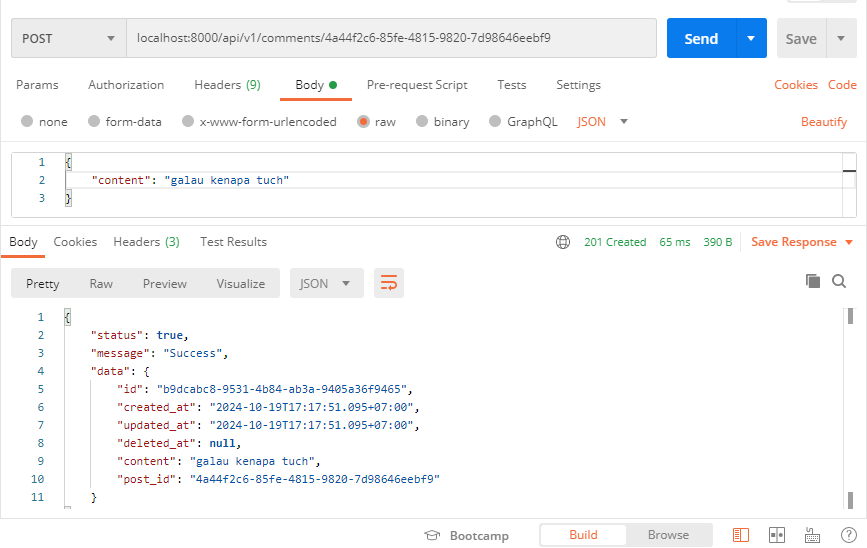 POST localhost:8000/api/v1/comments/4a44f2c6-85fe-4815-9820-7d98646eebf9 Send Save
Params Authorization Headers (9) Body Pre-request Script Tests Settings Cookies Code
none form-data x-www-form-urlencoded raw binary GraphQL JSON Beautify
1 {
2 "content": "galau kenapa tuch"
3 }
Body Cookies Headers (3) Test Results 201 Created 65 ms 390 B Save Response
Pretty Raw Preview Visualize JSON
1 {
2 "status": true,
3 "message": "Success",
4 "data": {
5 "id": "b9dcabc8-9531-4b84-ab3a-9405a36f9465",
6 "created_at": "2024-10-19T17:17:51.095+07:00",
7 "updated_at": "2024-10-19T17:17:51.095+07:00",
8 "deleted_at": null,
9 "content": "galau kenapa tuch",
10 "post_id": "4a44f2c6-85fe-4815-9820-7d98646eebf9"
11 }
Bootcamp Build Browse